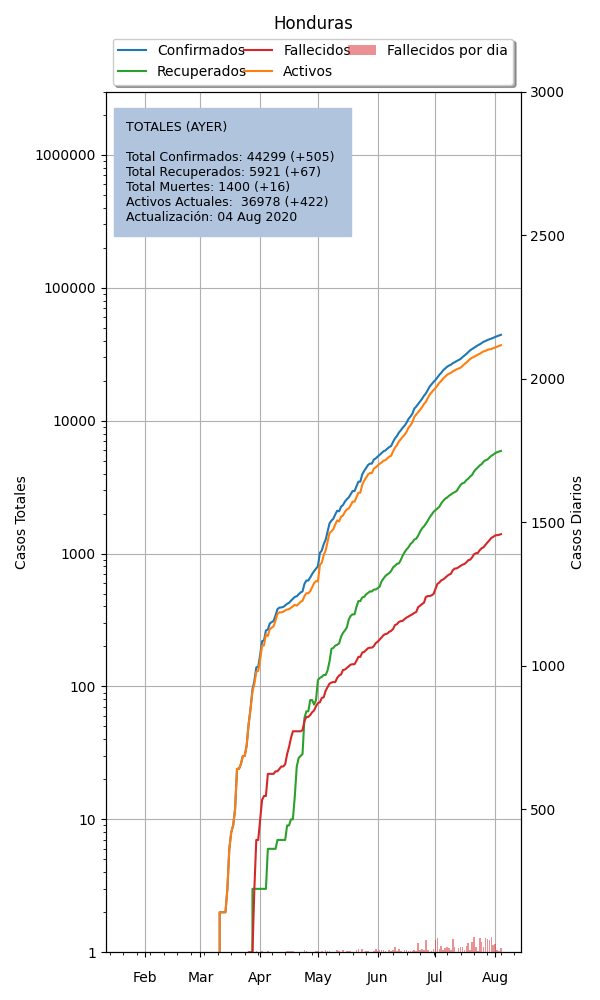 Honduras
Confirmados Fallecidos Fallecidos por dia
Recuperados Activos
TOTALES (AYER)
Total Confirmados: 44299 (+505)
Total Recuperados: 5921 (+67)
Total Muertes: 1400 (+16)
Activos Actuales:  36978 (+422)
Actualización: 04 Aug 2020
1000000
100000
10000
1000
100
10
1
Casos Totales
3000
2500
2000
1500
1000
500
Casos Diarios
Feb Mar Apr May Jun Jul Aug